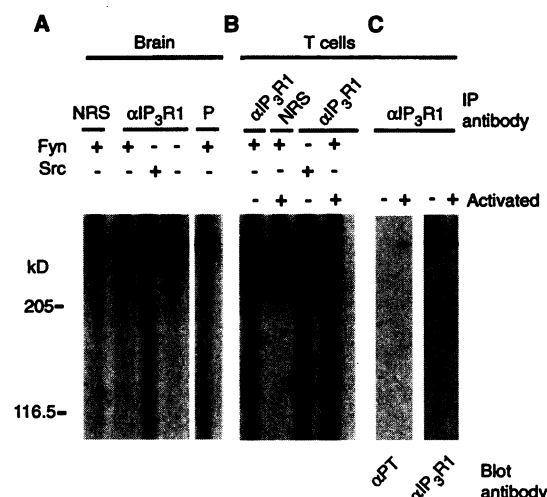 A B C
Brain T cells
αIP3R1 NRS αIP3R1
NRS αIP3R1 P αIP3R1 IP antibody
Fyn + + - - + + + - +
Src - - + - - - + -
- + - + - + - + Activated
kD
205-
116.5-
αPT αIP3R1 Blot antibody